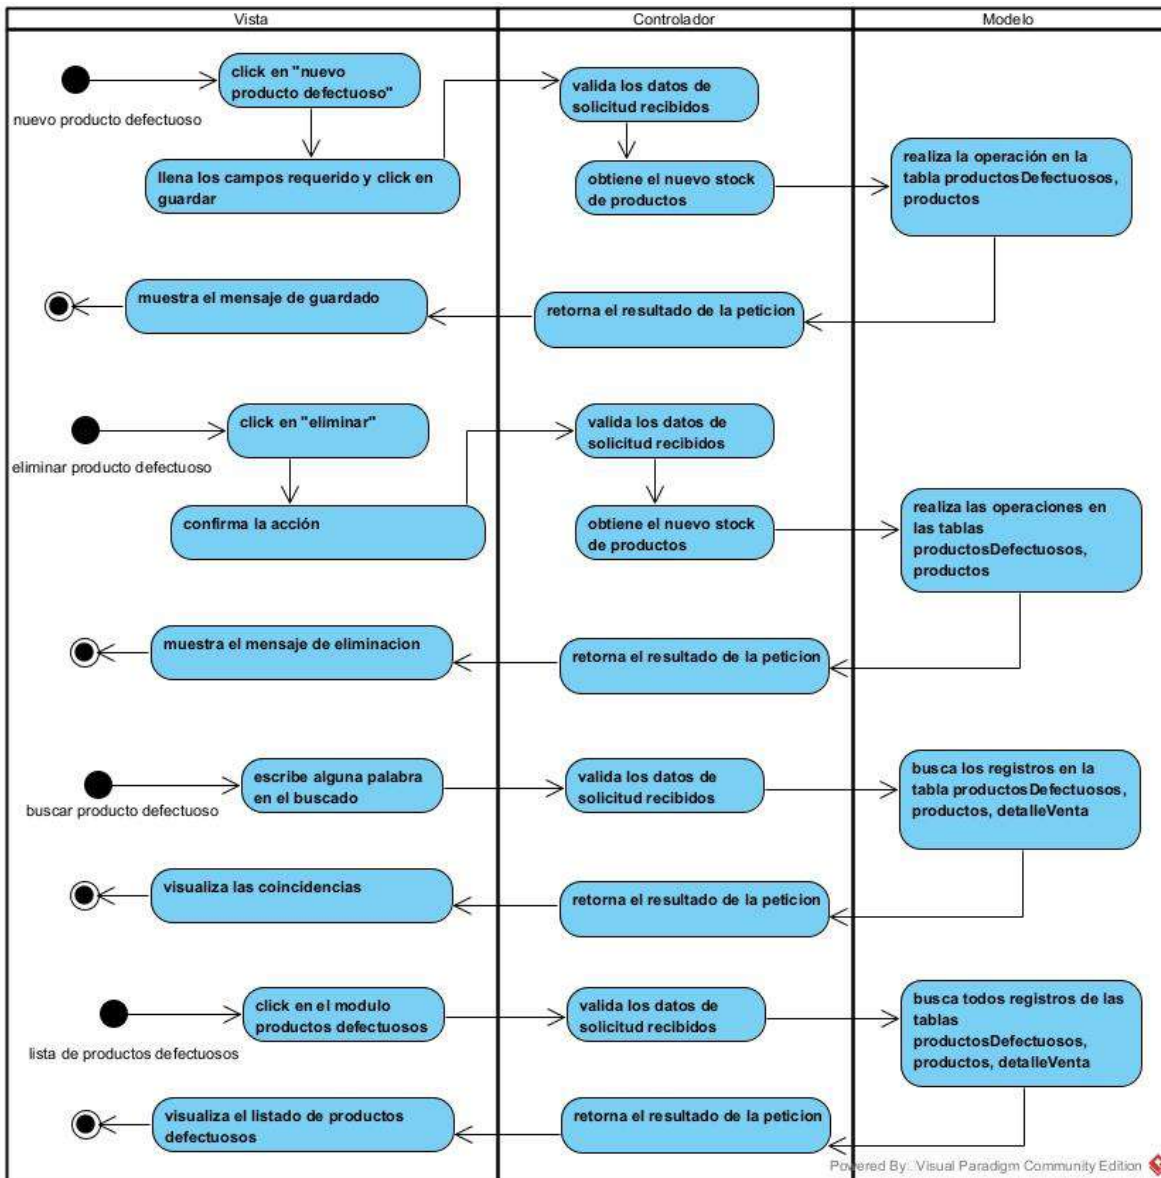 Vista
Controlador
Modelo
click en "nuevo
producto defectuoso"
nuevo producto defectuoso
llena los campos requerido y click en
guardar
valida los datos de
solicitud recibidos
obtiene el nuevo stock
de productos
realiza la operación en la
tabla productosDefectuosos,
productos
muestra el mensaje de guardado
retorna el resultado de la peticion
click en "eliminar"
eliminar producto defectuoso
confirma la acción
valida los datos de
solicitud recibidos
obtiene el nuevo stock
de productos
realiza las operaciones en
las tablas
productosDefectuosos,
productos
muestra el mensaje de eliminacion
retorna el resultado de la peticion
escribe alguna palabra
en el buscado
buscar producto defectuoso
valida los datos de
solicitud recibidos
busca los registros en la
tabla productosDefectuosos,
productos, detalleVenta
visualiza las coincidencias
retorna el resultado de la peticion
click en el modulo
productos defectuosos
lista de productos defectuosos
valida los datos de
solicitud recibidos
busca todos registros de las
tablas
productosDefectuosos,
productos, detalleVenta
visualiza el listado de productos
defectuosos
retorna el resultado de la peticion
Powered By: Visual Paradigm Community Edition